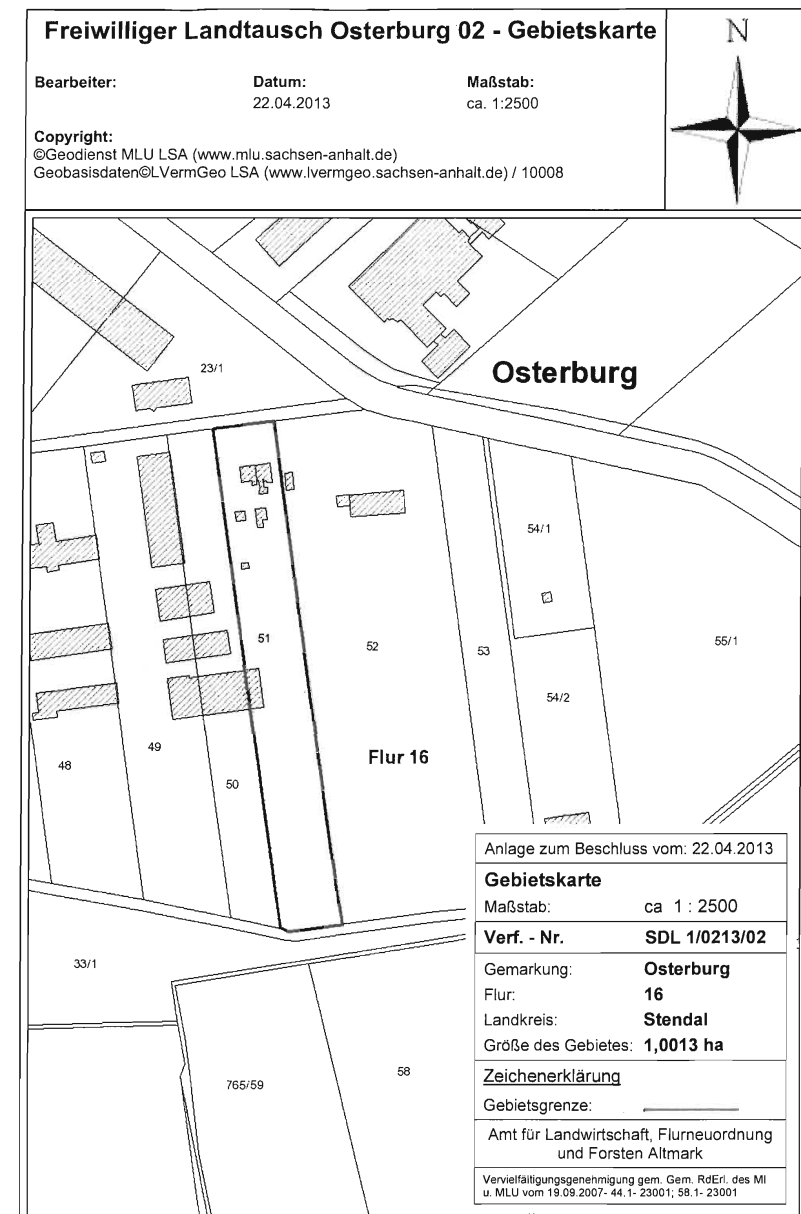 Freiwilliger Landtausch Osterburg 02 - Gebietskarte
N
Bearbeiter: Datum: Maßstab:
22.04.2013 ca. 1:2500
Copyright:
©Geodienst MLU LSA (www.mlu.sachsen-anhalt.de)
Geobasisdaten©LVermGeo LSA (www.lvermgeo.sachsen-anhalt.de) / 10008
23/1
Osterburg
54/1
51
52
53
55/1
54/2
49
Flur 16
48
50
33/1
765/59
58
Anlage zum Beschluss vom: 22.04.2013
Gebietskarte
Maßstab: ca 1 : 2500
Verf. - Nr. SDL 1/0213/02
Gemarkung: Osterburg
Flur: 16
Landkreis: Stendal
Größe des Gebietes: 1,0013 ha
Zeichenerklärung
Gebietsgrenze:
Amt für Landwirtschaft, Flurneuordnung
und Forsten Altmark
Vervielfältigungsgenehmigung gem. Gem. RdErl. des MI
u. MLU vom 19.09.2007- 44.1- 23001; 58.1- 23001